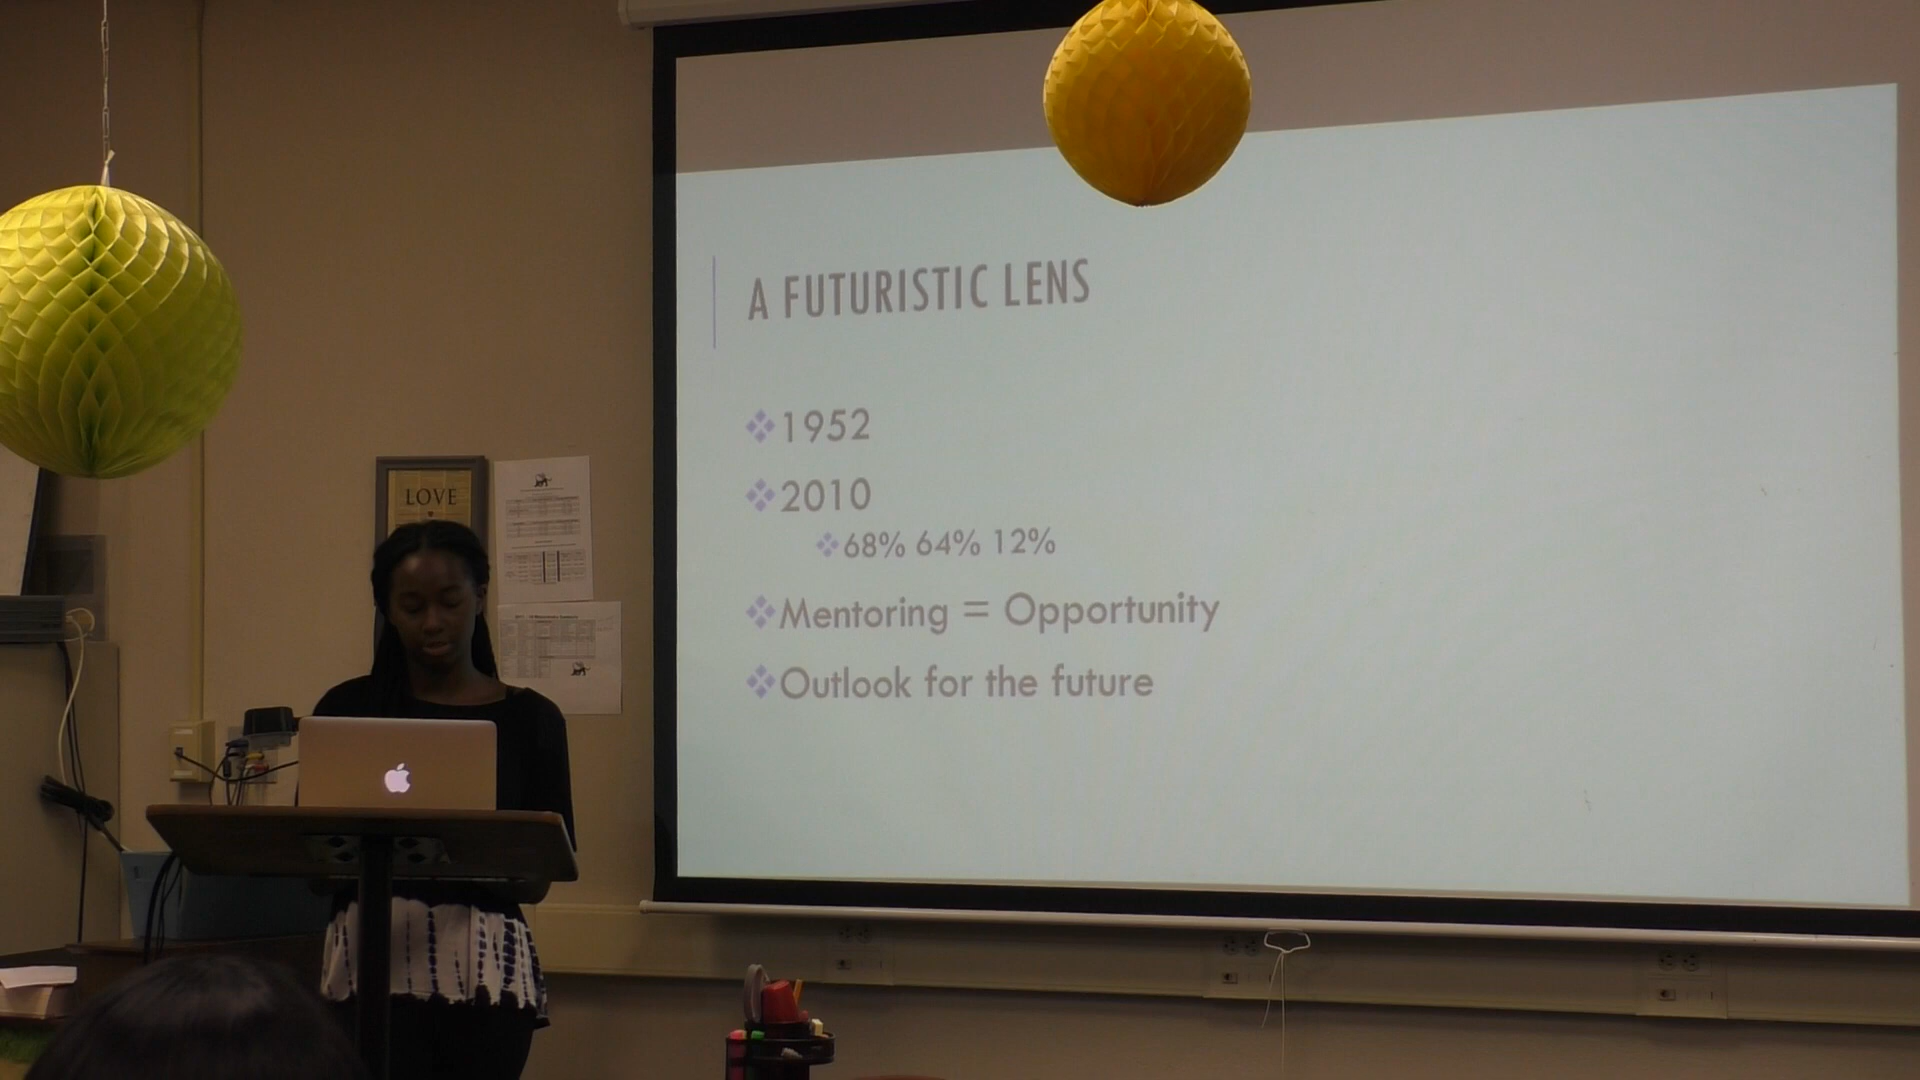 A FUTURISTIC LENS
1952
2010
68% 64% 12%
Mentoring = Opportunity
Outlook for the future
LOVE